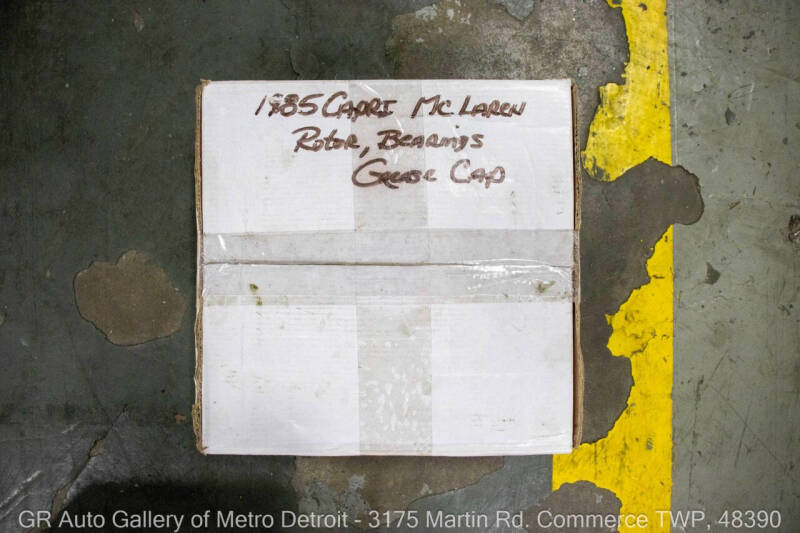 1985 CAPRI MCLAREN
ROTOR, BEARINGS
GREASE CAP
GR Auto Gallery of Metro Detroit - 3175 Martin Rd. Commerce TWP, 48390